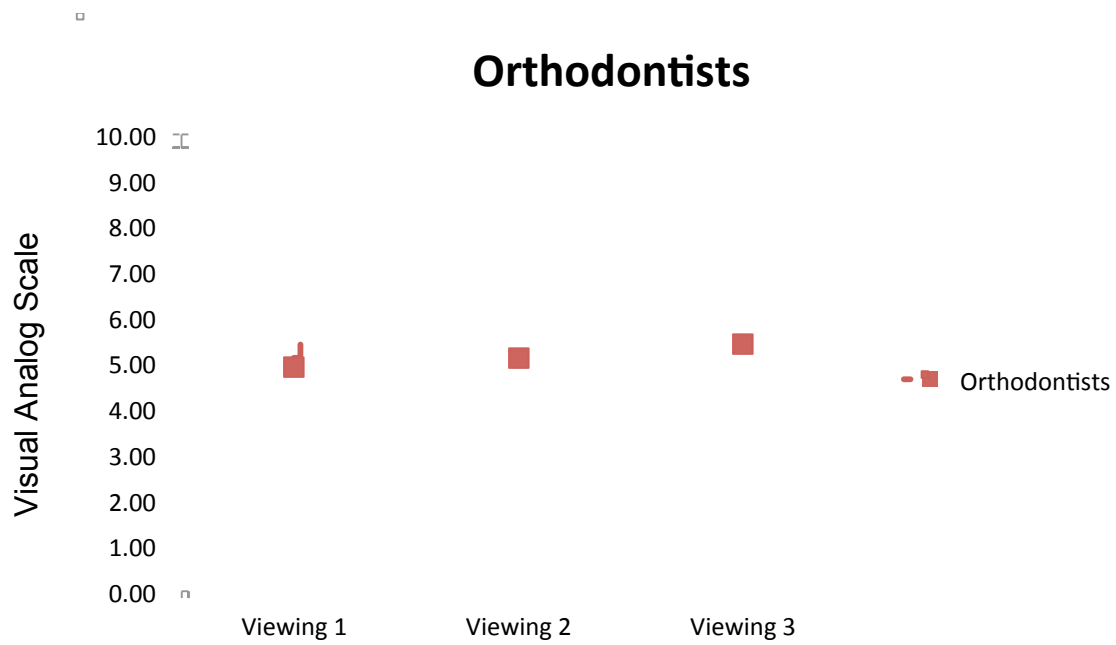 Orthodontists
Visual Analog Scale
10.00
9.00
8.00
7.00
6.00
5.00
4.00
3.00
2.00
1.00
0.00
Viewing 1
Viewing 2
Viewing 3
Orthodontists